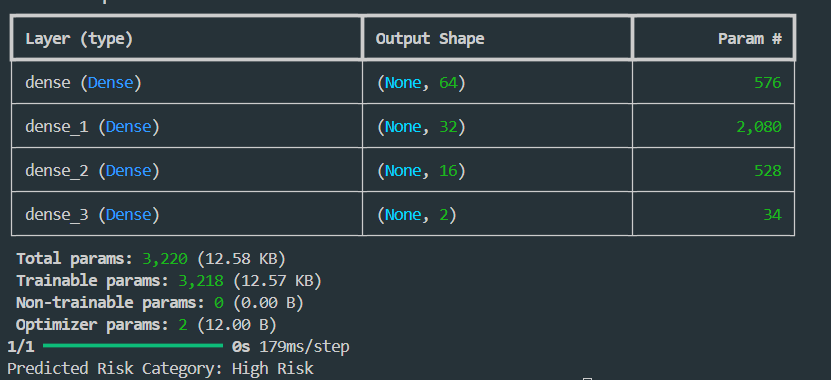 Layer (type) Output Shape Param #
dense (Dense) (None, 64) 576
dense_1 (Dense) (None, 32) 2,080
dense_2 (Dense) (None, 16) 528
dense_3 (Dense) (None, 2) 34
Total params: 3,220 (12.58 KB)
Trainable params: 3,218 (12.57 KB)
Non-trainable params: 0 (0.00 B)
Optimizer params: 2 (12.00 B)
1/1 0s 179ms/step
Predicted Risk Category: High Risk